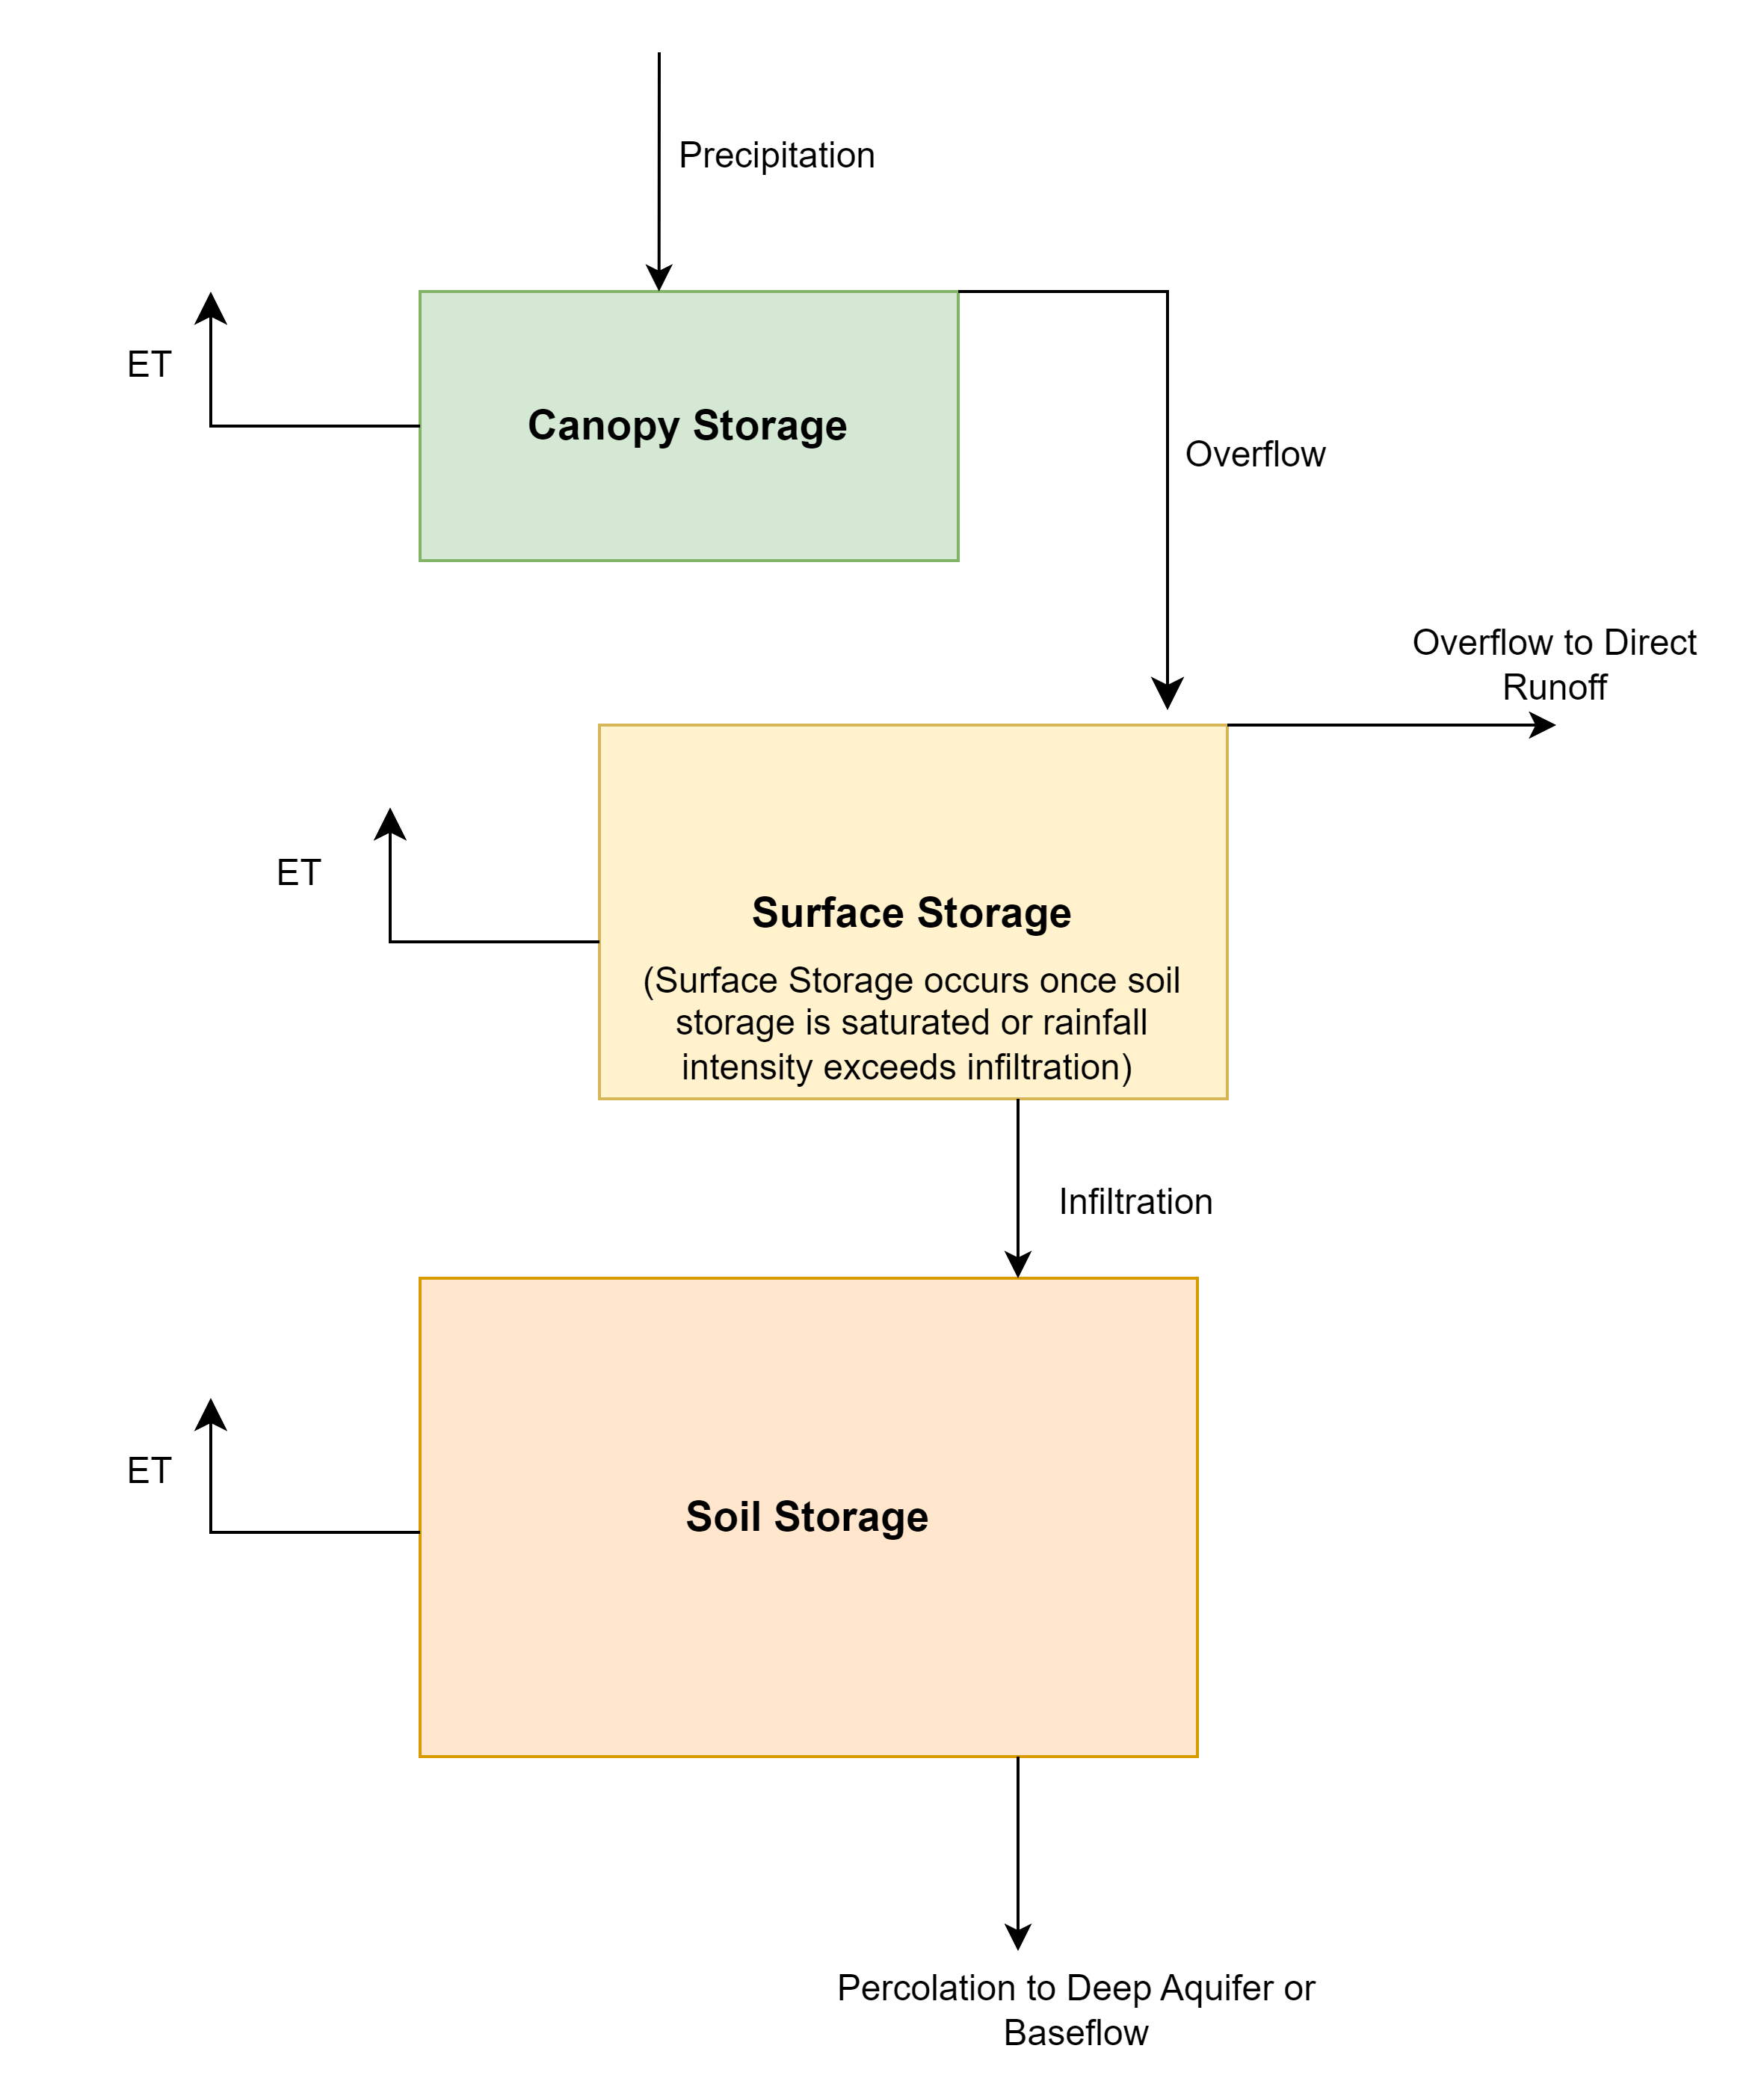 Precipitation
ET
Canopy Storage
Overflow
Overflow to Direct
Runoff
ET
Surface Storage
(Surface Storage occurs once soil
storage is saturated or rainfall
intensity exceeds infiltration)
Infiltration
ET
Soil Storage
Percolation to Deep Aquifer or
Baseflow